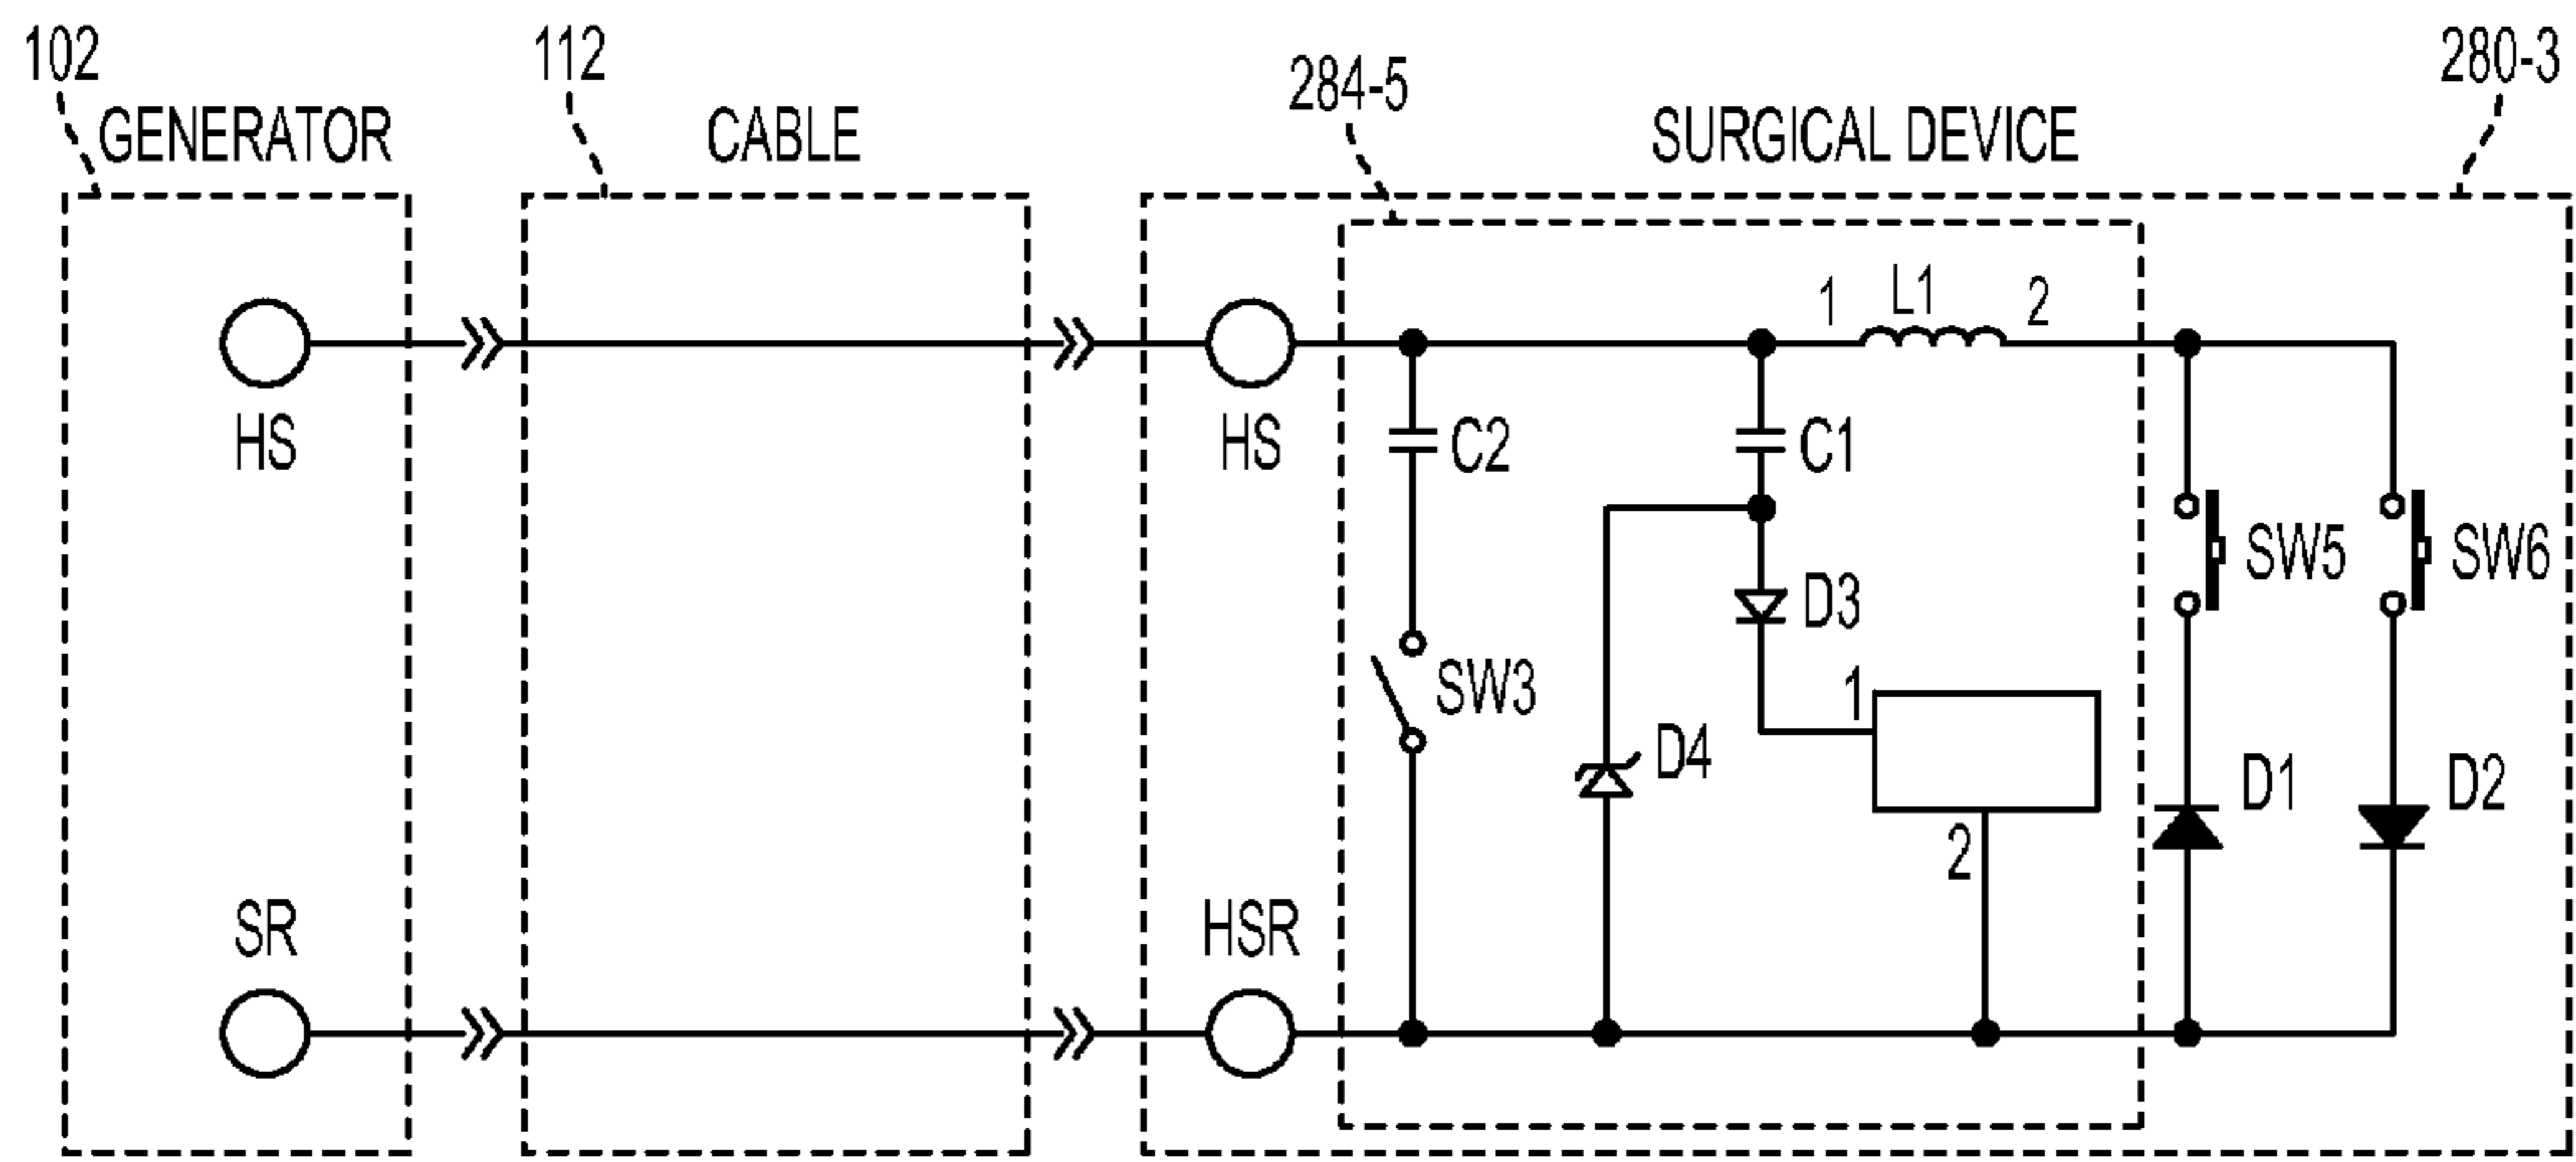 102
112
284-5
280-3
GENERATOR
CABLE
SURGICAL DEVICE
1
L1
2
HS
HS
C2
C1
SW5
SW6
D3
SW3
1
D4
D1
D2
2
SR
HSR